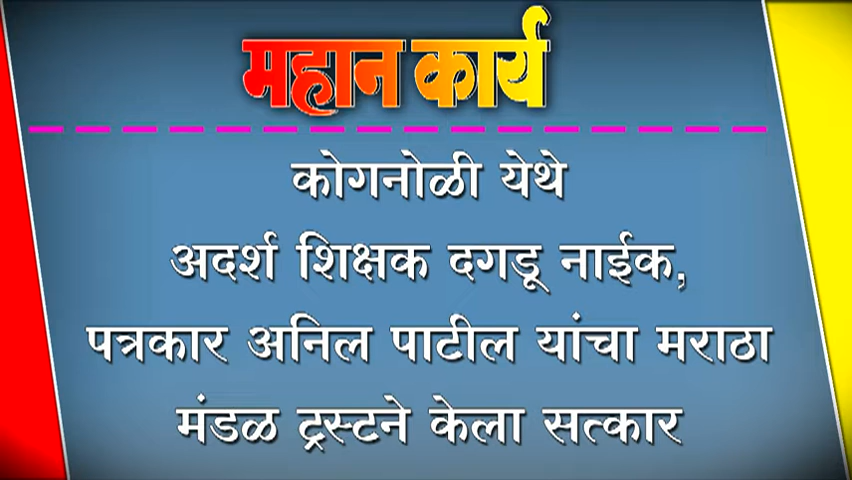 महान कार्य
कोगनोळी येथे
अदर्श शिक्षक दगडू नाईक,
पत्रकार अनिल पाटील यांचा मराठा
मंडळ ट्रस्टने केला सत्कार